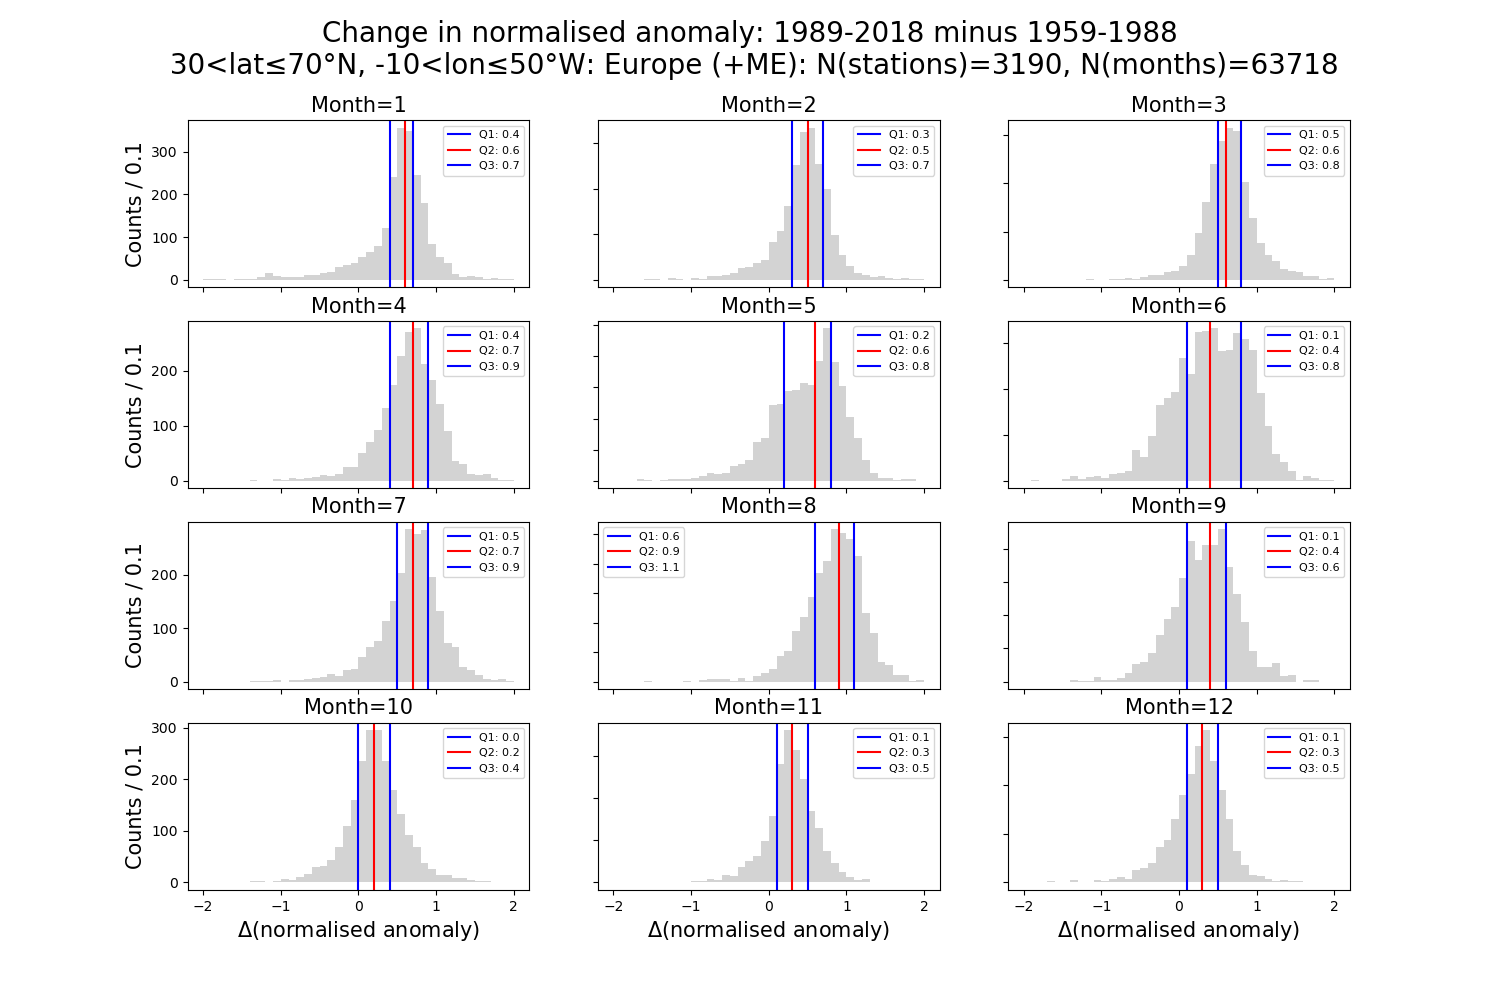 Change in normalised anomaly: 1989-2018 minus 1959-1988
30<lat≤70°N, -10<lon≤50°W: Europe (+ME): N(stations)=3190, N(months)=63718
Month=1
Counts / 0.1
300
200
100
0
Q1: 0.4
Q2: 0.6
Q3: 0.7
Month=2
Q1: 0.3
Q2: 0.5
Q3: 0.7
Month=3
Q1: 0.5
Q2: 0.6
Q3: 0.8
Month=4
Counts / 0.1
200
100
0
Q1: 0.4
Q2: 0.7
Q3: 0.9
Month=5
Q1: 0.2
Q2: 0.6
Q3: 0.8
Month=6
Q1: 0.1
Q2: 0.4
Q3: 0.8
Month=7
Counts / 0.1
200
100
0
Q1: 0.5
Q2: 0.7
Q3: 0.9
Month=8
Q1: 0.6
Q2: 0.9
Q3: 1.1
Month=9
Q1: 0.1
Q2: 0.4
Q3: 0.6
Month=10
Counts / 0.1
300
200
100
0
Q1: 0.0
Q2: 0.2
Q3: 0.4
−2 −1 0 1 2
Δ(normalised anomaly)
Month=11
Q1: 0.1
Q2: 0.3
Q3: 0.5
−2 −1 0 1 2
Δ(normalised anomaly)
Month=12
Q1: 0.1
Q2: 0.3
Q3: 0.5
−2 −1 0 1 2
Δ(normalised anomaly)